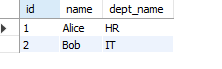 id name dept_name
1 Alice HR
2 Bob IT